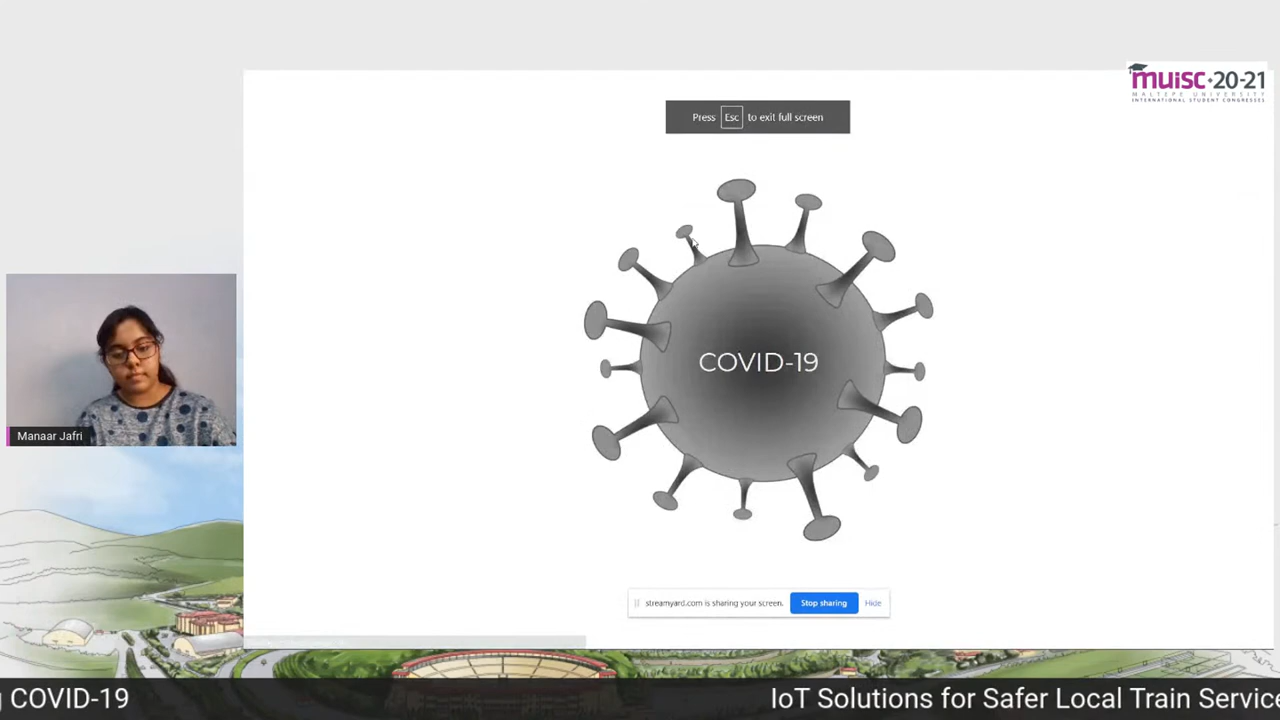 muisc•20-21
MALTEPE UNIVERSITY
INTERNATIONAL STUDENT CONGRESSES
Press Esc to exit full screen
COVID-19
Manaar Jafri
streamyard.com is sharing your screen. Stop sharing Hide
g COVID-19 IoT Solutions for Safer Local Train Service